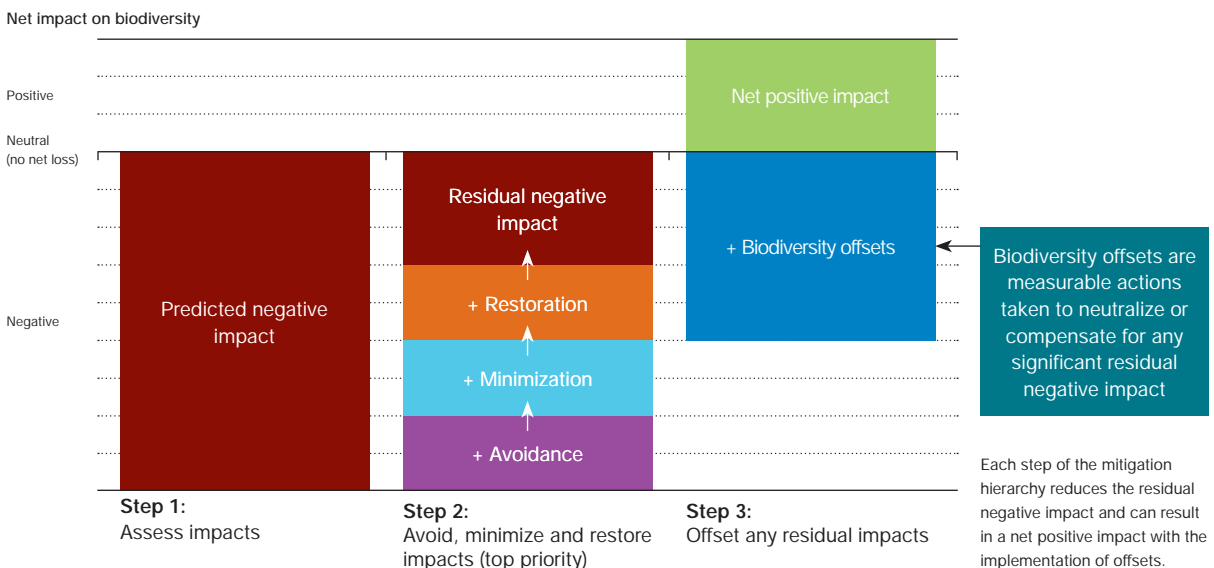 Net impact on biodiversity
Positive
Neutral
(no net loss)
Negative
Predicted negative
impact
Residual negative
impact
+ Restoration
+ Minimization
+ Avoidance
Net positive impact
+ Biodiversity offsets
Biodiversity offsets are
measurable actions
taken to neutralize or
compensate for any
significant residual
negative impact
Step 1:
Assess impacts
Step 2:
Avoid, minimize and restore
impacts (top priority)
Step 3:
Offset any residual impacts
Each step of the mitigation
hierarchy reduces the residual
negative impact and can result
in a net positive impact with the
implementation of offsets.